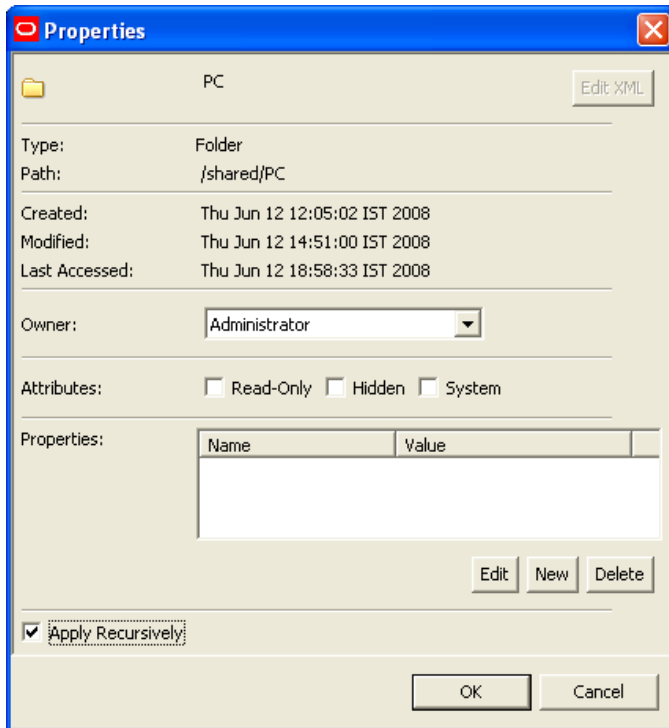 Properties
PC
Edit XML
Type: Folder
Path: /shared/PC
Created: Thu Jun 12 12:05:02 IST 2008
Modified: Thu Jun 12 14:51:00 IST 2008
Last Accessed: Thu Jun 12 18:58:33 IST 2008
Owner: Administrator
Attributes: Read-Only Hidden System
Properties: Name Value
Edit New Delete
Apply Recursively
OK Cancel